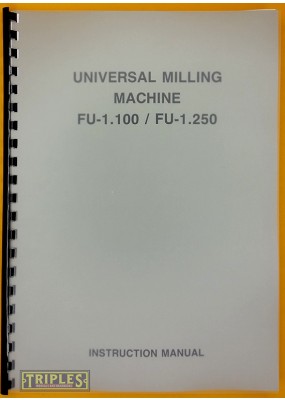 UNIVERSAL MILLING
MACHINE
FU-1.100 / FU-1.250
INSTRUCTION MANUAL
TRIPLES